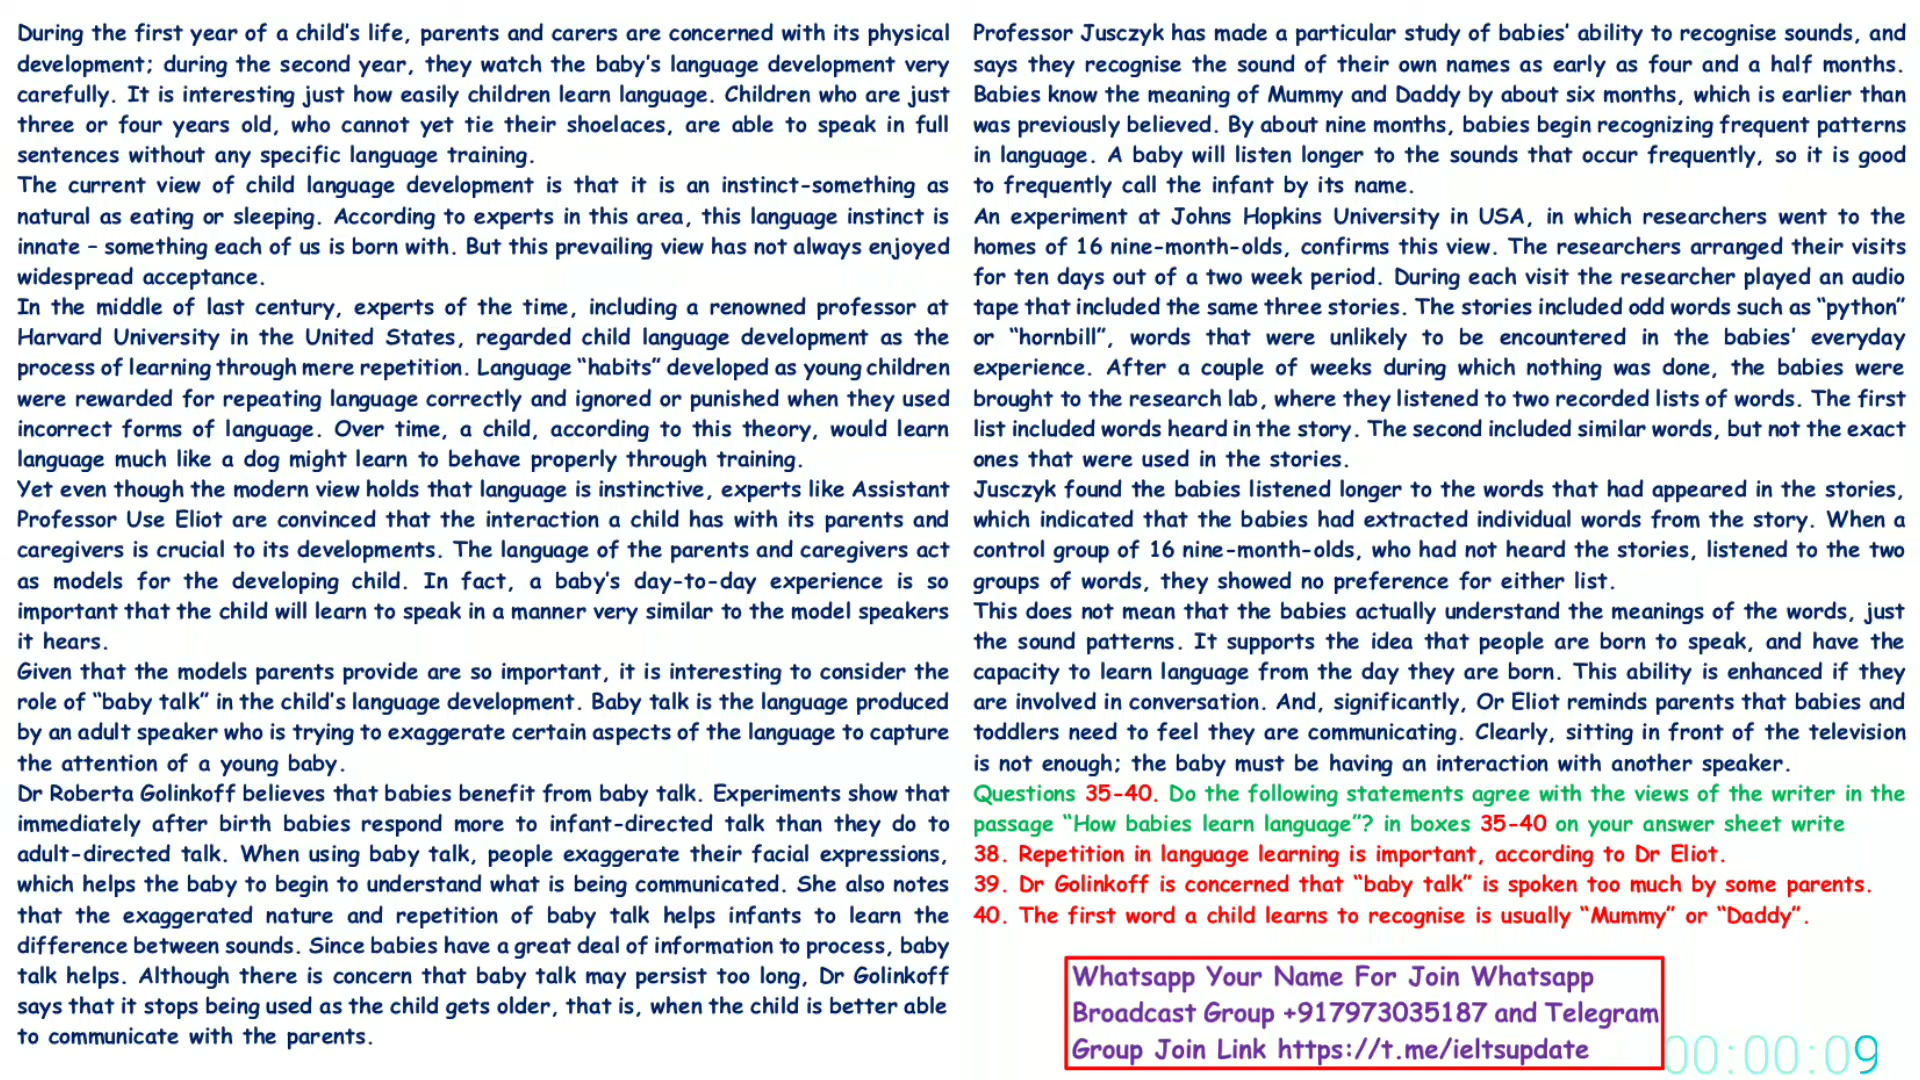 During the first year of a child's life, parents and carers are concerned with its physical
development; during the second year, they watch the baby's language development very
carefully. It is interesting just how easily children learn language. Children who are just
three or four years old, who cannot yet tie their shoelaces, are able to speak in full
sentences without any specific language training.
The current view of child language development is that it is an instinct-something as
natural as eating or sleeping. According to experts in this area, this language instinct is
innate – something each of us is born with. But this prevailing view has not always enjoyed
widespread acceptance.
In the middle of last century, experts of the time, including a renowned professor at
Harvard University in the United States, regarded child language development as the
process of learning through mere repetition. Language "habits" developed as young children
were rewarded for repeating language correctly and ignored or punished when they used
incorrect forms of language. Over time, a child, according to this theory, would learn
language much like a dog might learn to behave properly through training.
Yet even though the modern view holds that language is instinctive, experts like Assistant
Professor Use Eliot are convinced that the interaction a child has with its parents and
caregivers is crucial to its developments. The language of the parents and caregivers act
as models for the developing child. In fact, a baby's day-to-day experience is so
important that the child will learn to speak in a manner very similar to the model speakers
it hears.
Given that the models parents provide are so important, it is interesting to consider the
role of "baby talk" in the child's language development. Baby talk is the language produced
by an adult speaker who is trying to exaggerate certain aspects of the language to capture
the attention of a young baby.
Dr Roberta Golinkoff believes that babies benefit from baby talk. Experiments show that
immediately after birth babies respond more to infant-directed talk than they do to
adult-directed talk. When using baby talk, people exaggerate their facial expressions,
which helps the baby to begin to understand what is being communicated. She also notes
that the exaggerated nature and repetition of baby talk helps infants to learn the
difference between sounds. Since babies have a great deal of information to process, baby
talk helps. Although there is concern that baby talk may persist too long, Dr Golinkoff
says that it stops being used as the child gets older, that is, when the child is better able
to communicate with the parents.
Professor Jusczyk has made a particular study of babies' ability to recognise sounds, and
says they recognise the sound of their own names as early as four and a half months.
Babies know the meaning of Mummy and Daddy by about six months, which is earlier than
was previously believed. By about nine months, babies begin recognizing frequent patterns
in language. A baby will listen longer to the sounds that occur frequently, so it is good
to frequently call the infant by its name.
An experiment at Johns Hopkins University in USA, in which researchers went to the
homes of 16 nine-month-olds, confirms this view. The researchers arranged their visits
for ten days out of a two week period. During each visit the researcher played an audio
tape that included the same three stories. The stories included odd words such as "python"
or "hornbill", words that were unlikely to be encountered in the babies' everyday
experience. After a couple of weeks during which nothing was done, the babies were
brought to the research lab, where they listened to two recorded lists of words. The first
list included words heard in the story. The second included similar words, but not the exact
ones that were used in the stories.
Jusczyk found the babies listened longer to the words that had appeared in the stories,
which indicated that the babies had extracted individual words from the story. When a
control group of 16 nine-month-olds, who had not heard the stories, listened to the two
groups of words, they showed no preference for either list.
This does not mean that the babies actually understand the meanings of the words, just
the sound patterns. It supports the idea that people are born to speak, and have the
capacity to learn language from the day they are born. This ability is enhanced if they
are involved in conversation. And, significantly, Or Eliot reminds parents that babies and
toddlers need to feel they are communicating. Clearly, sitting in front of the television
is not enough; the baby must be having an interaction with another speaker.
Questions 35-40. Do the following statements agree with the views of the writer in the
passage "How babies learn language"? in boxes 35-40 on your answer sheet write
38. Repetition in language learning is important, according to Dr Eliot.
39. Dr Golinkoff is concerned that "baby talk" is spoken too much by some parents.
40. The first word a child learns to recognise is usually "Mummy" or "Daddy".
Whatsapp Your Name For Join Whatsapp
Broadcast Group +917973035187 and Telegram
Group Join Link https://t.me/ieltsupdate
00:00:09